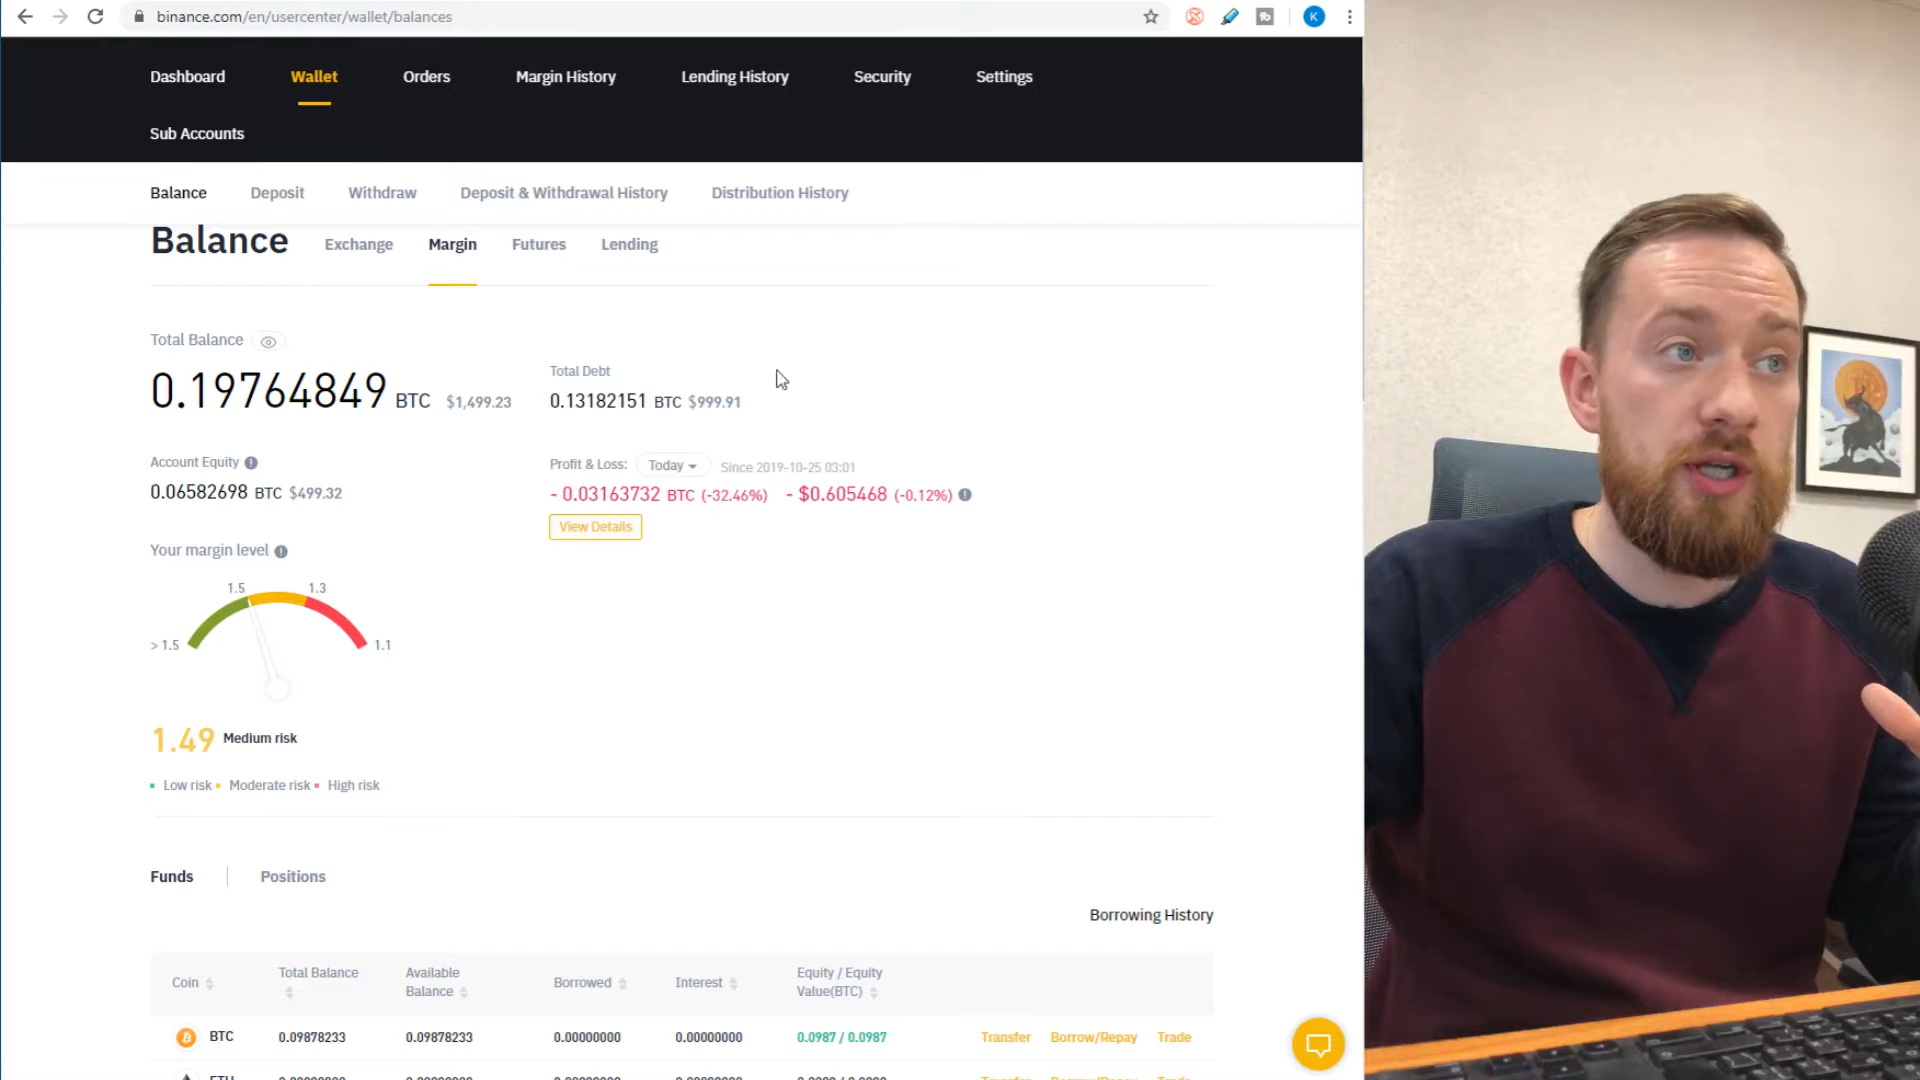 binance.com/en/usercenter/wallet/balances
K
Dashboard Wallet Orders Margin History Lending History Security Settings
Sub Accounts
Balance Deposit Withdraw Deposit & Withdrawal History Distribution History
Balance Exchange Margin Futures Lending
Total Balance
0.19764849 BTC $1,499.23
Total Debt
0.13182151 BTC $999.91
Account Equity
0.06582698 BTC $499.32
Profit & Loss: Today Since 2019-10-25 03:01
- 0.03163732 BTC (-32.46%) - $0.605468 (-0.12%)
View Details
Your margin level
1.5 1.3
> 1.5 1.1
1.49 Medium risk
Low risk Moderate risk High risk
Funds Positions
Borrowing History
Coin Total Balance Available Balance Borrowed Interest Equity / Equity Value(BTC)
BTC 0.09878233 0.09878233 0.00000000 0.00000000 0.0987 / 0.0987 Transfer Borrow/Repay Trade